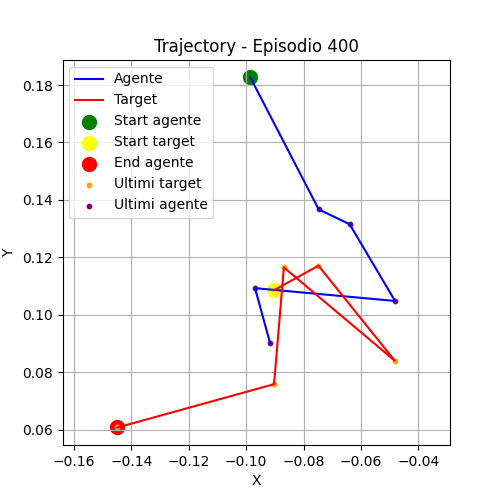 Trajectory - Episodio 400
Agente
Target
Start agente
Start target
End agente
Ultimi target
Ultimi agente
Y
0.18
0.16
0.14
0.12
0.10
0.08
0.06
−0.16 −0.14 −0.12 −0.10 −0.08 −0.06 −0.04
X